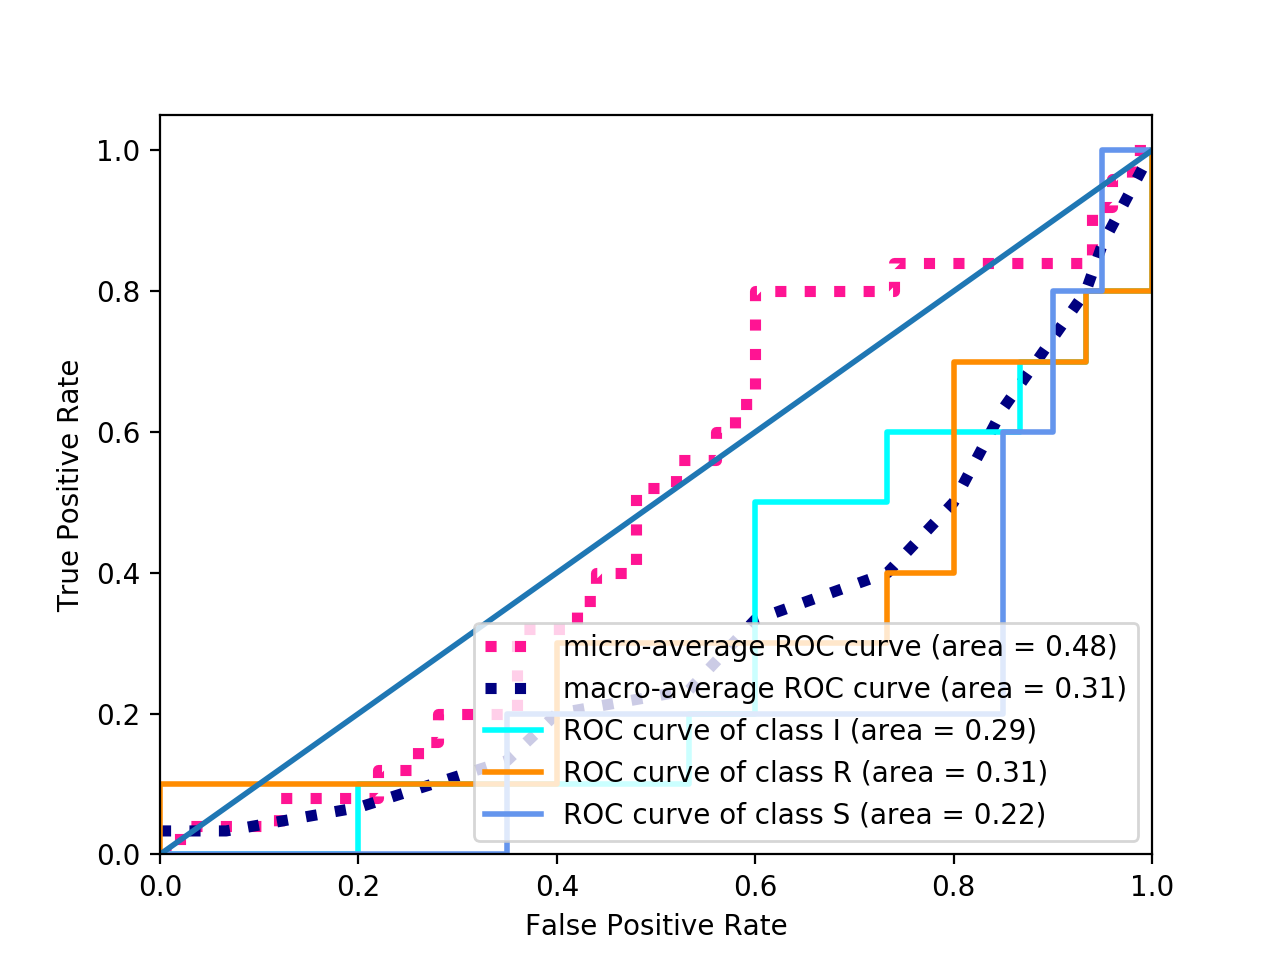 1.0
0.8
0.6
0.4
0.2
0.0
True Positive Rate
micro-average ROC curve (area = 0.48)
macro-average ROC curve (area = 0.31)
ROC curve of class I (area = 0.29)
ROC curve of class R (area = 0.31)
ROC curve of class S (area = 0.22)
0.0 0.2 0.4 0.6 0.8 1.0
False Positive Rate